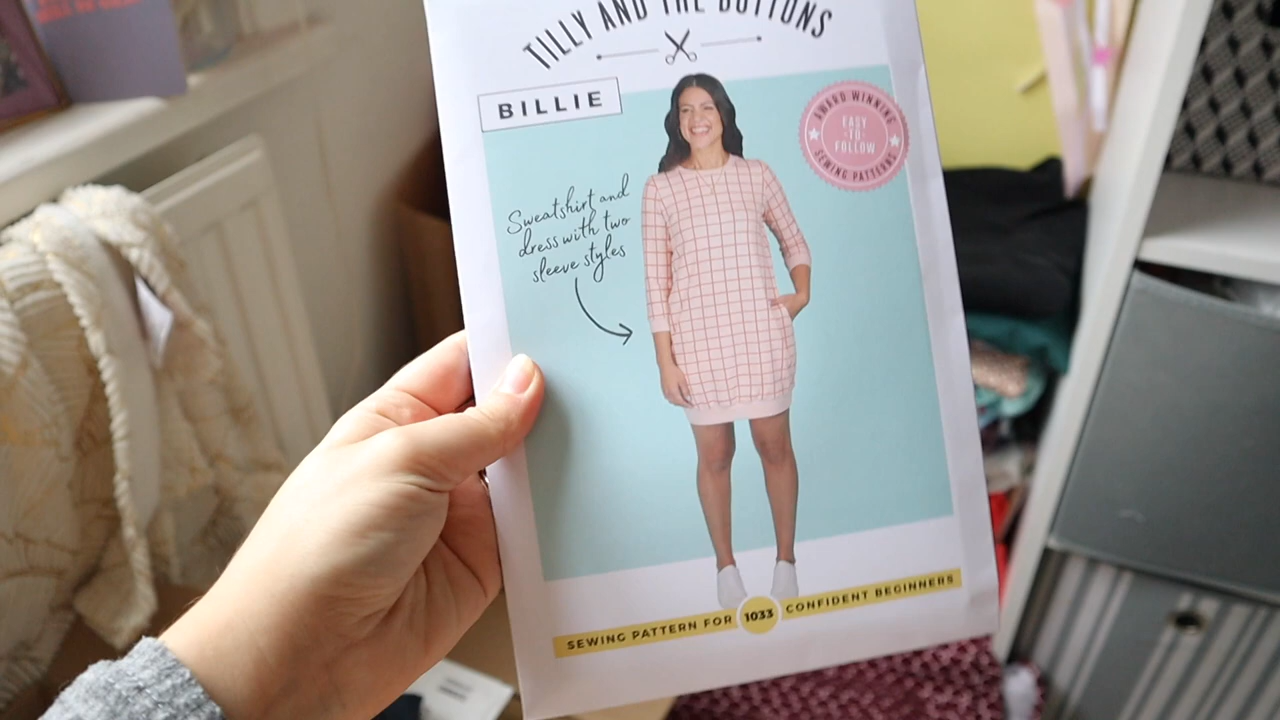 TILLY AND THE BUTTONS
BILLIE
AWARD WINNING
EASY
-TO-
FOLLOW
SEWING PATTERNS
Sweatshirt and
dress with two
sleeve styles
SEWING PATTERN FOR 1033 CONFIDENT BEGINNERS